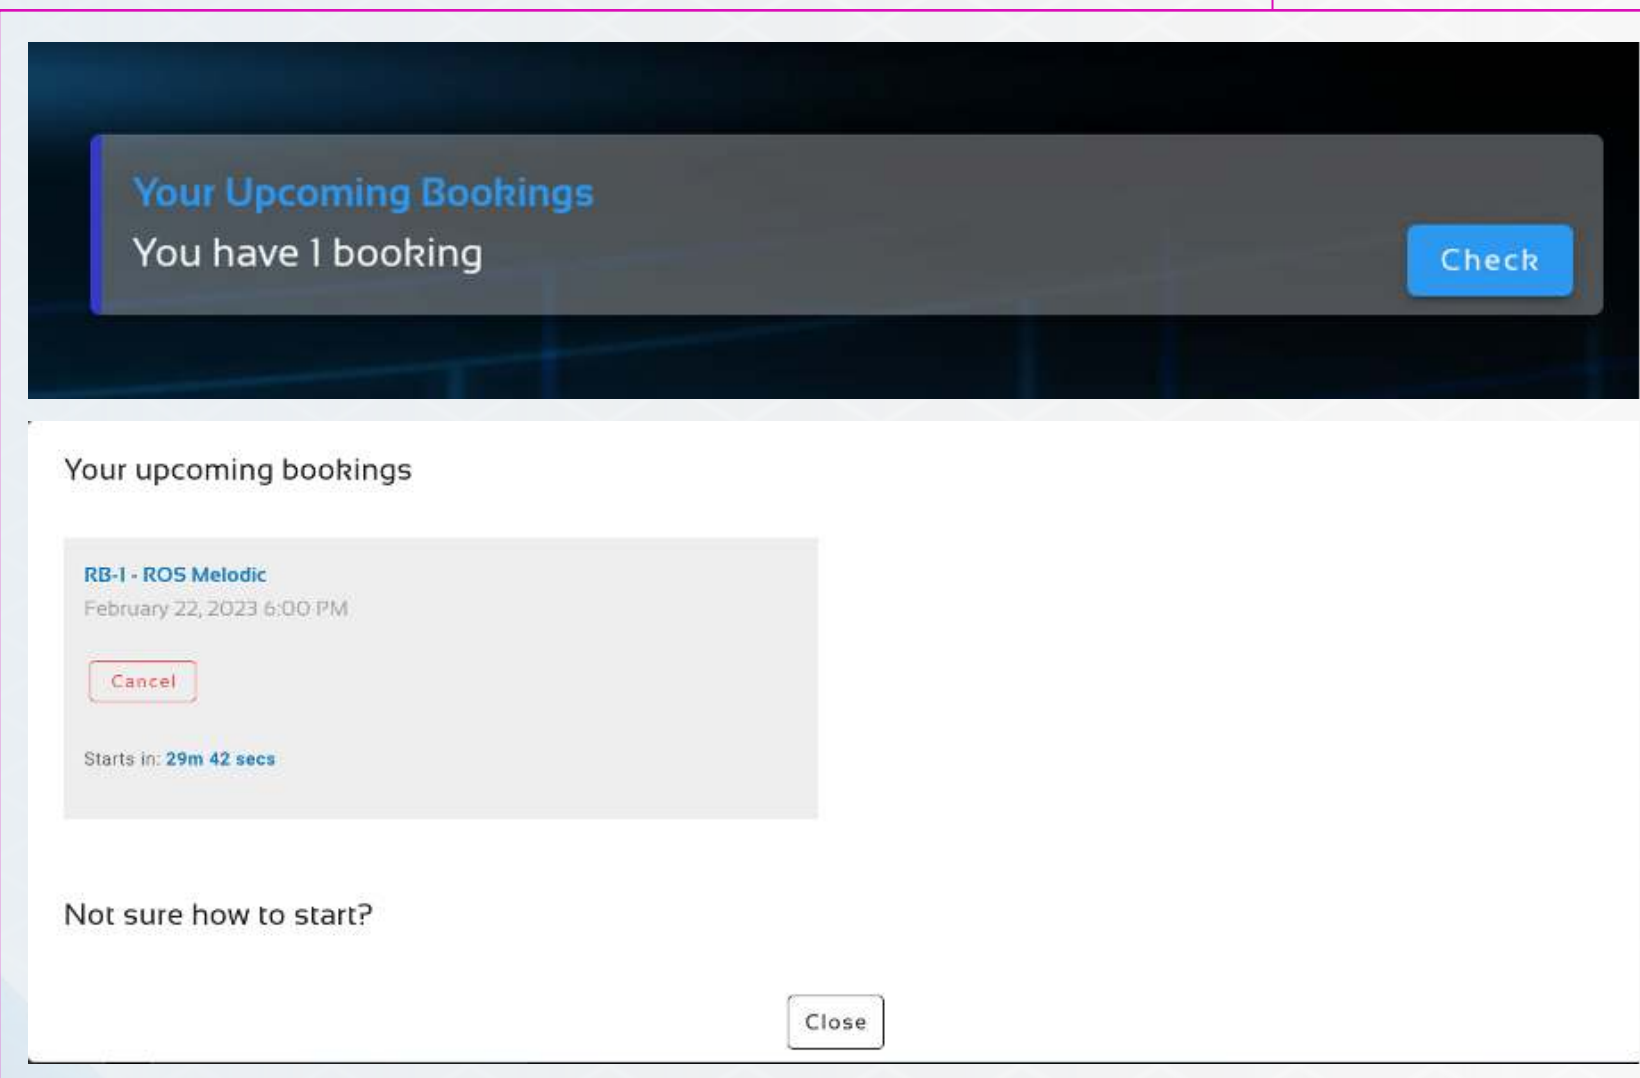 Your Upcoming Bookings
You have 1 booking
Check
Your upcoming bookings
RB-1 - ROS Melodic
February 22, 2023 6:00 PM
Cancel
Starts in: 29m 42 secs
Not sure how to start?
Close